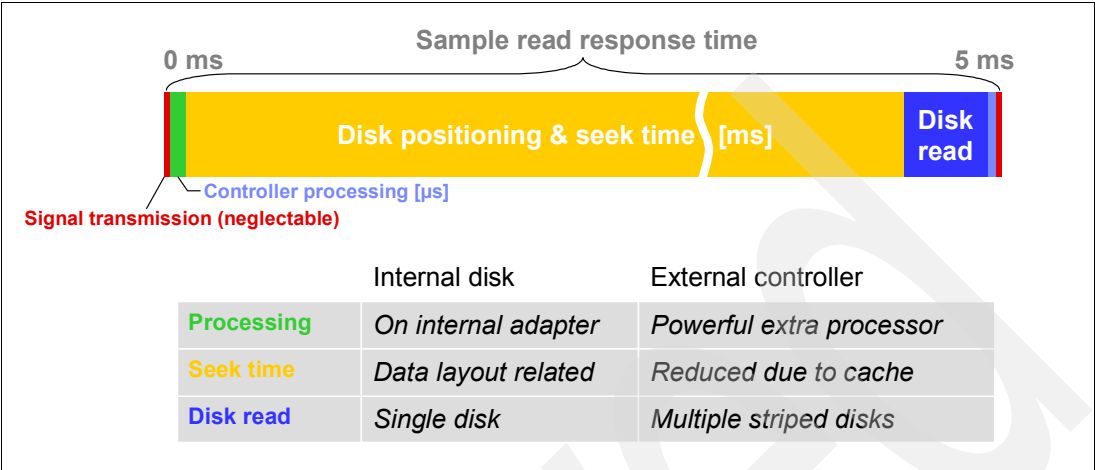 Sample read response time
0 ms
5 ms
Disk positioning & seek time [ms]
Disk
read
Controller processing [µs]
Signal transmission (neglectable)
Internal disk External controller
Processing On internal adapter Powerful extra processor
Seek time Data layout related Reduced due to cache
Disk read Single disk Multiple striped disks